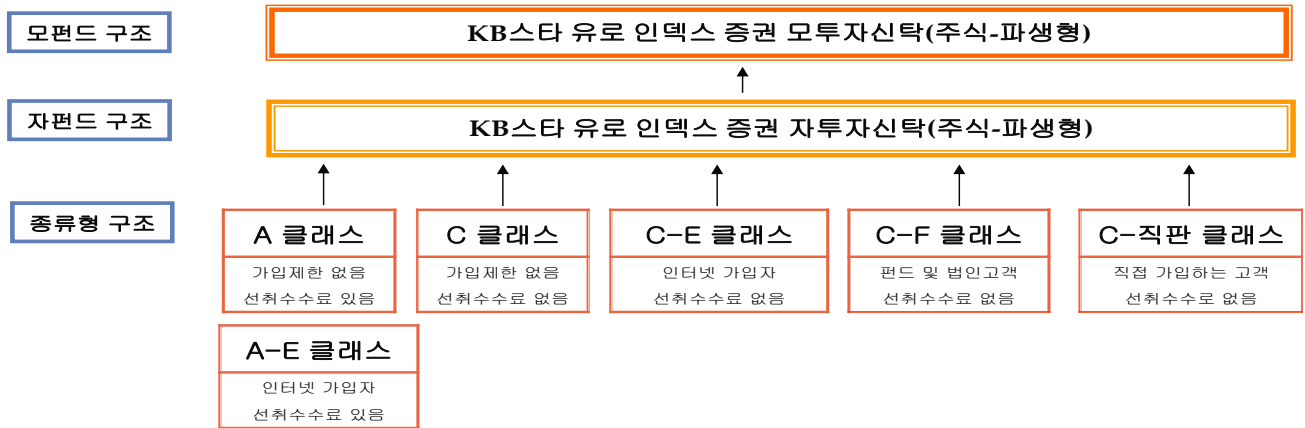 모펀드 구조
KB스타 유로 인덱스 증권 모투자신탁(주식-파생형)
자펀드 구조
KB스타 유로 인덱스 증권 자투자신탁(주식-파생형)
종류형 구조
A 클래스
가입제한 없음
선취수수료 있음
C 클래스
가입제한 없음
선취수수료 없음
C-E 클래스
인터넷 가입자
선취수수료 없음
C-F 클래스
펀드 및 법인고객
선취수수료 없음
C-직판 클래스
직접 가입하는 고객
선취수수로 없음
A-E 클래스
인터넷 가입자
선취수수료 있음